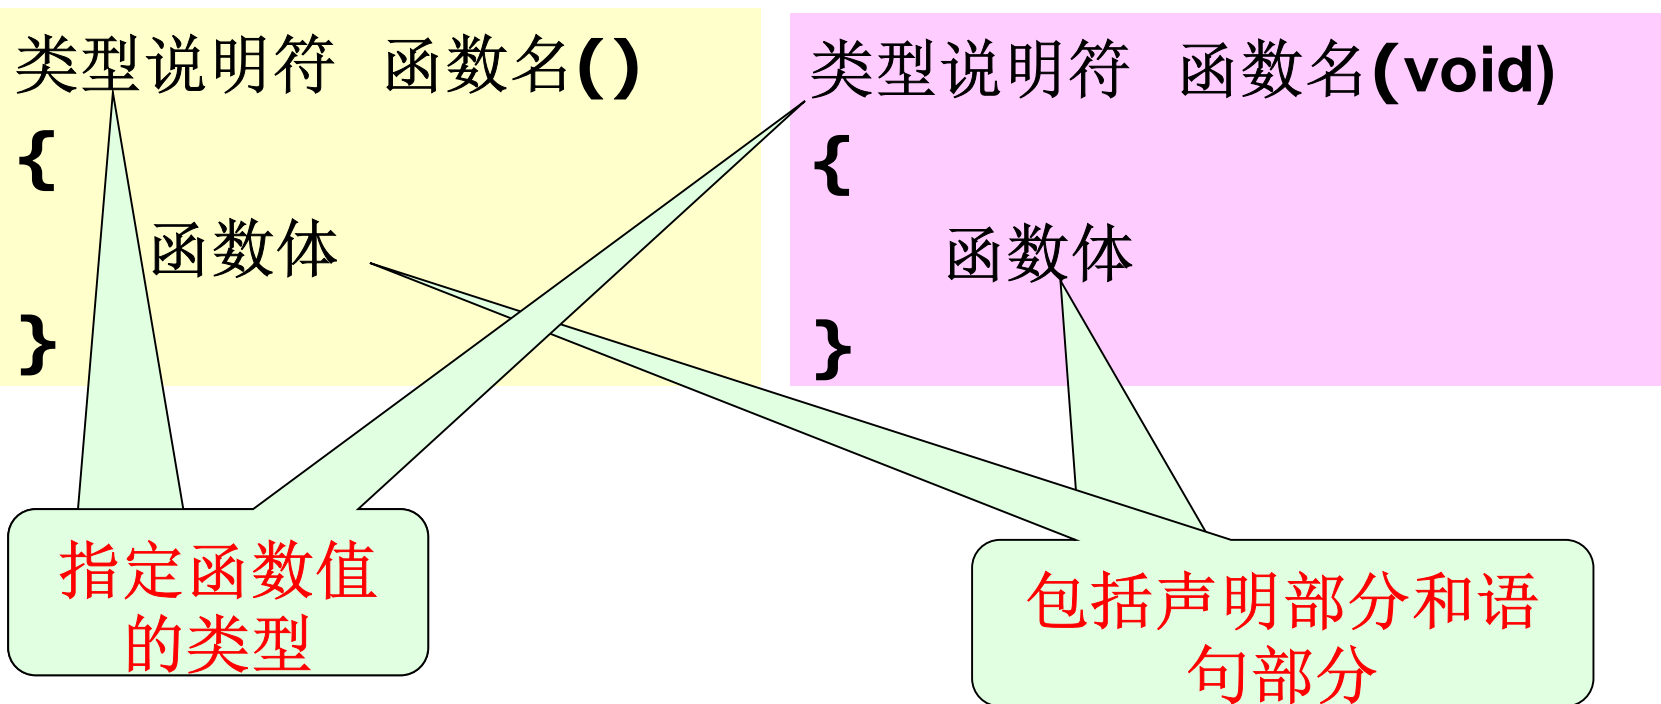 类型说明符 函数名()
{
函数体
}
类型说明符 函数名(void)
{
函数体
}
指定函数值
的类型
包括声明部分和语
句部分